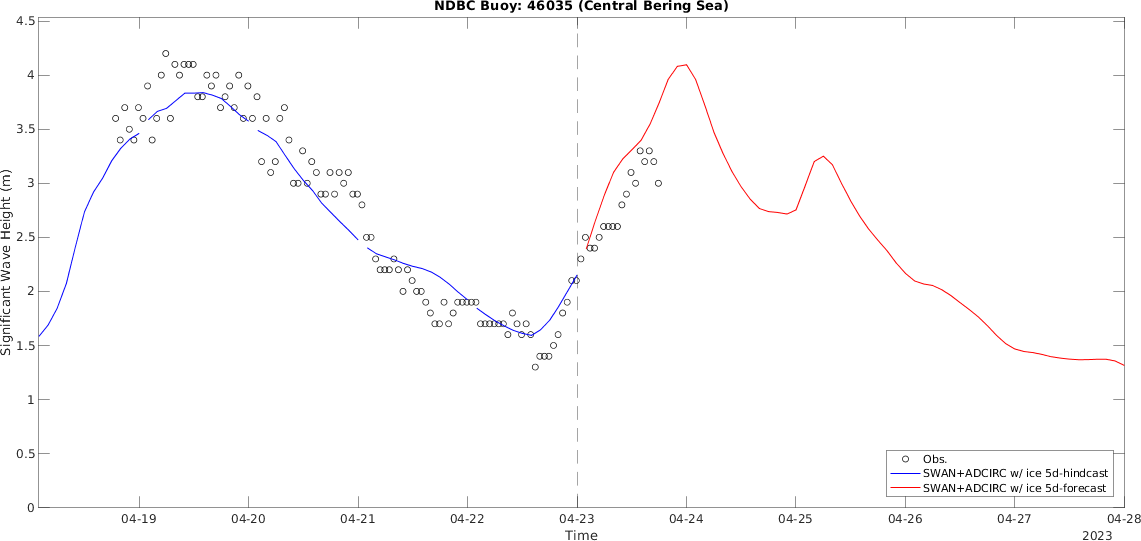 NDBC Buoy: 46035 (Central Bering Sea)
4.5
4
3.5
3
2.5
2
1.5
1
0.5
0
Significant Wave Height (m)
Obs.
SWAN+ADCIRC w/ ice 5d-hindcast
SWAN+ADCIRC w/ ice 5d-forecast
04-19 04-20 04-21 04-22 04-23 04-24 04-25 04-26 04-27 04-28
Time
2023